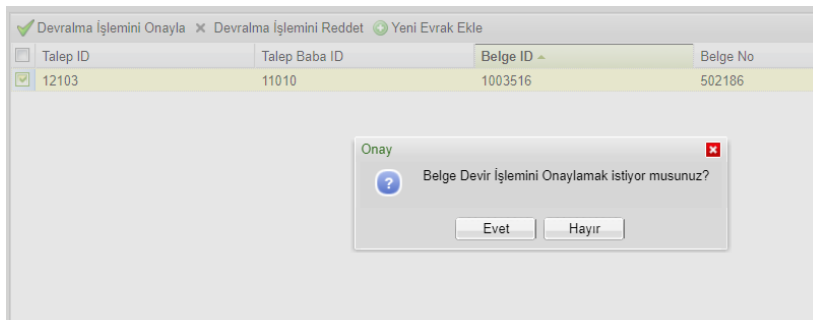 Devralma İşlemini Onayla Devralma İşlemini Reddet Yeni Evrak Ekle
Talep ID Talep Baba ID Belge ID Belge No
12103 11010 1003516 502186
Onay
Belge Devir İşlemini Onaylamak istiyor musunuz?
Evet Hayır